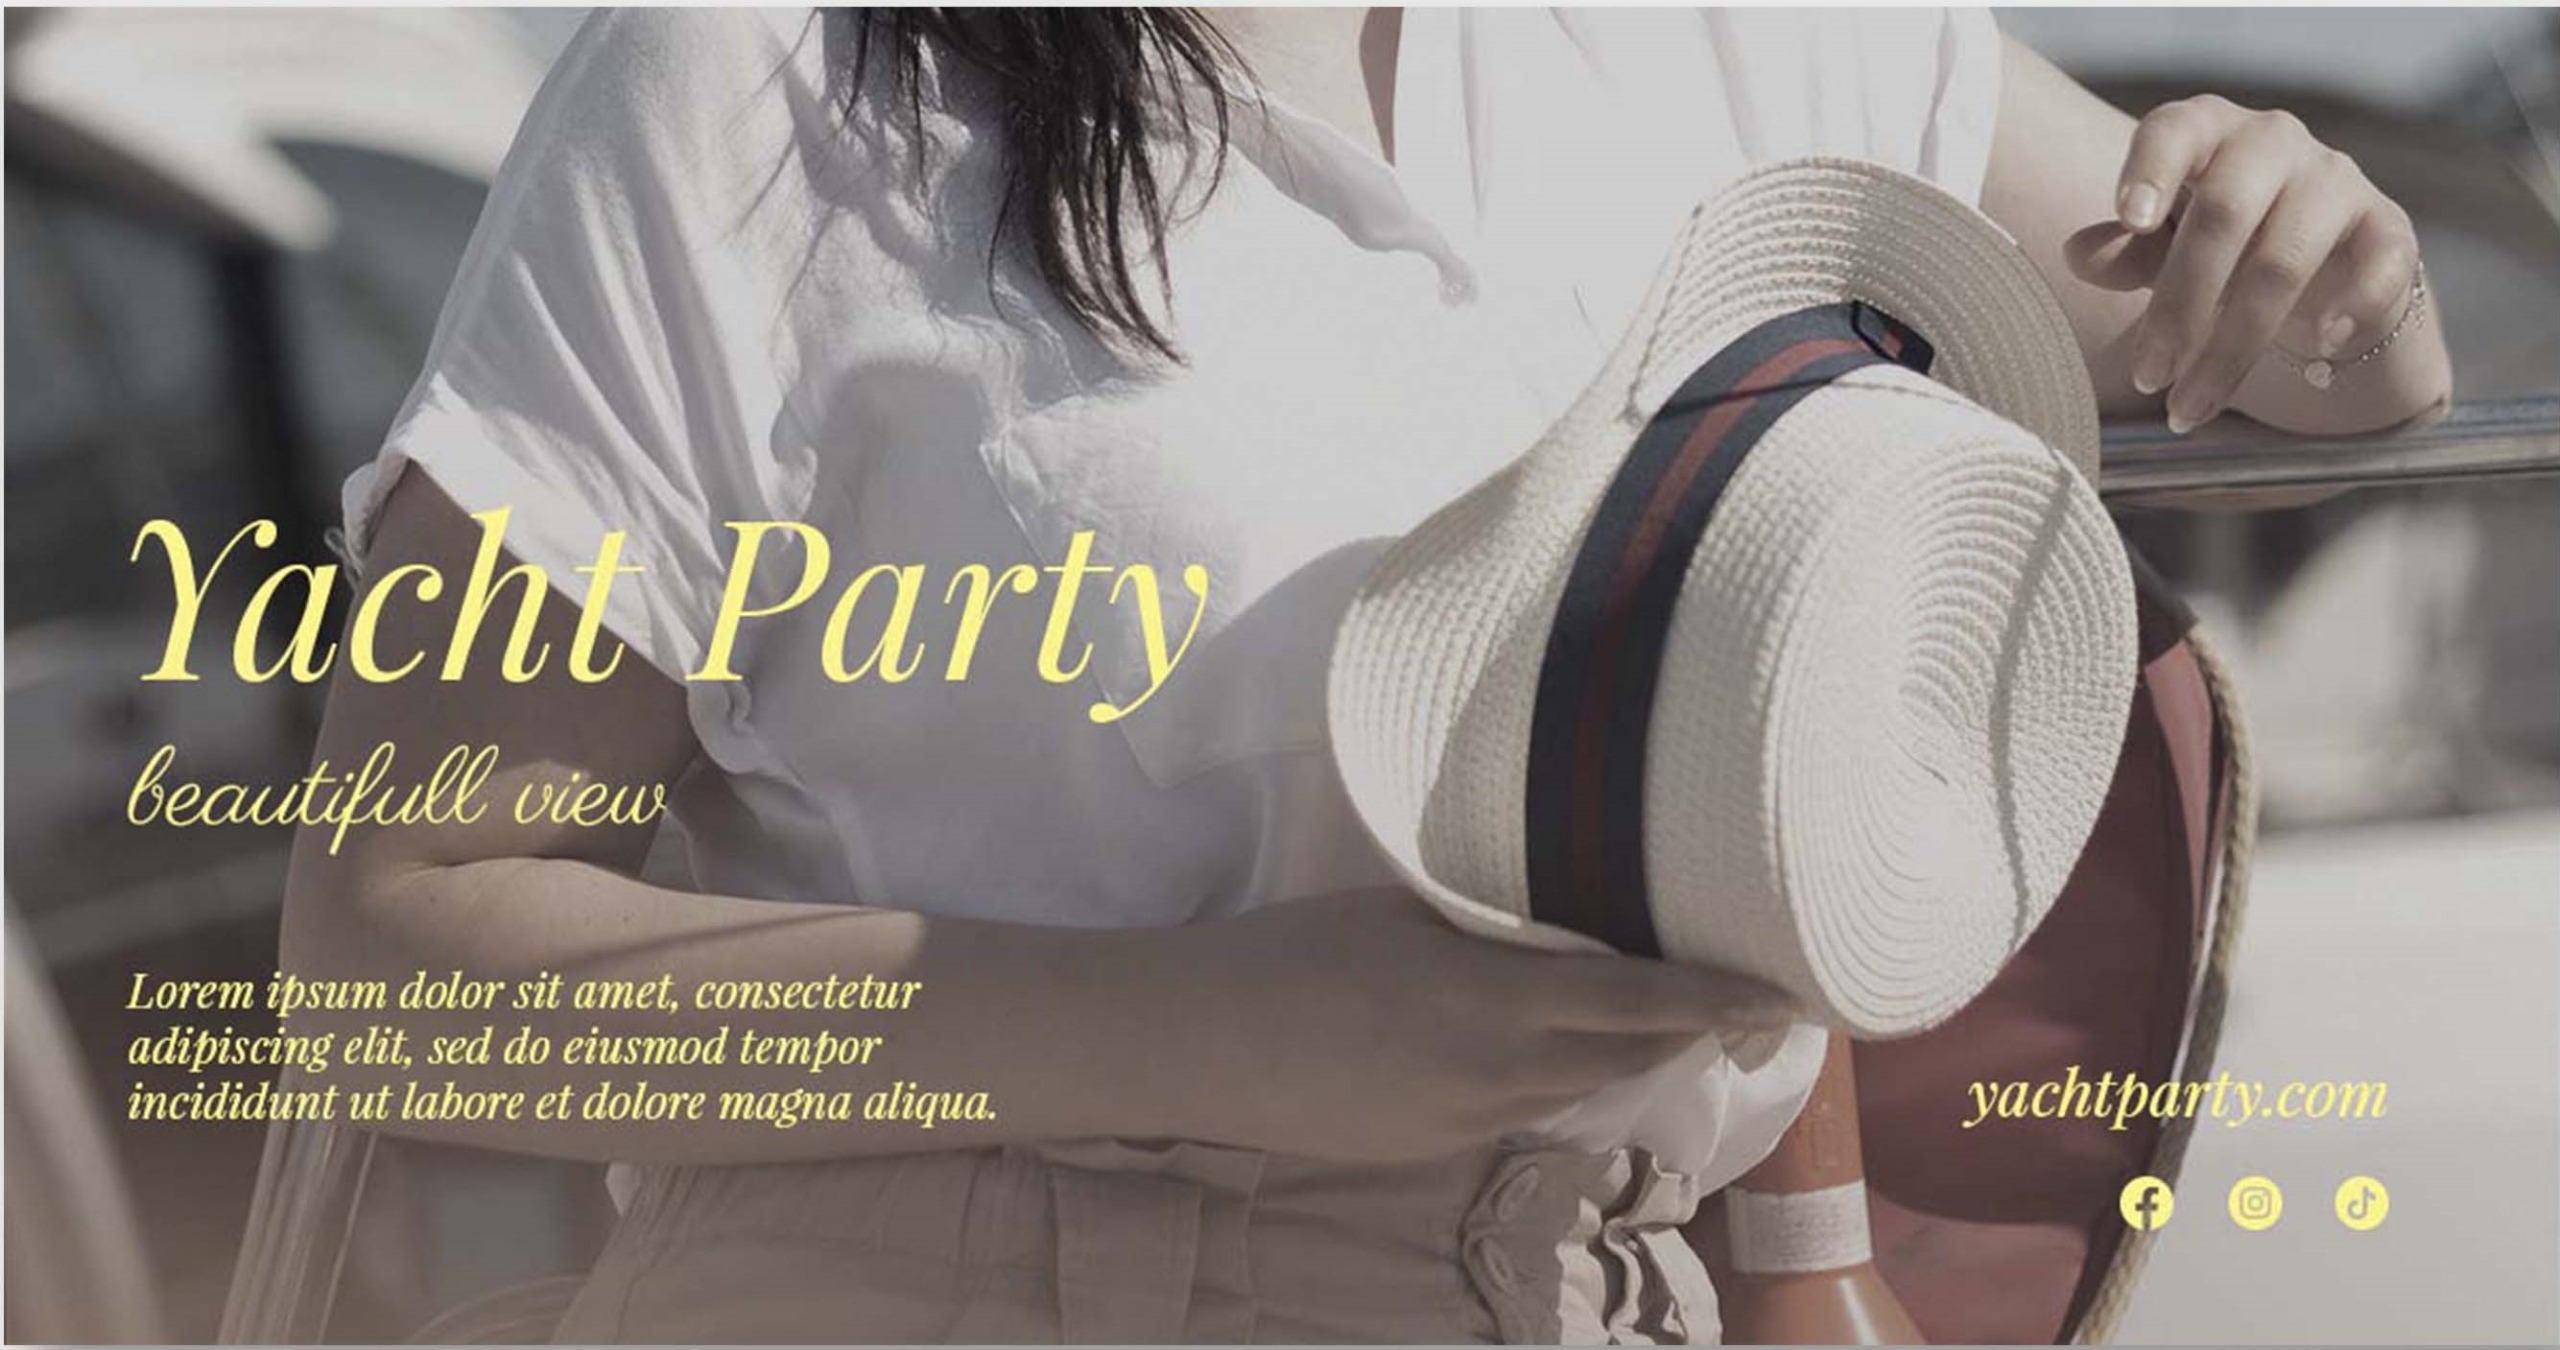 Yacht Party
beautifull view
Lorem ipsum dolor sit amet, consectetur
adipiscing elit, sed do eiusmod tempor
incididunt ut labore et dolore magna aliqua.
yachtparty.com